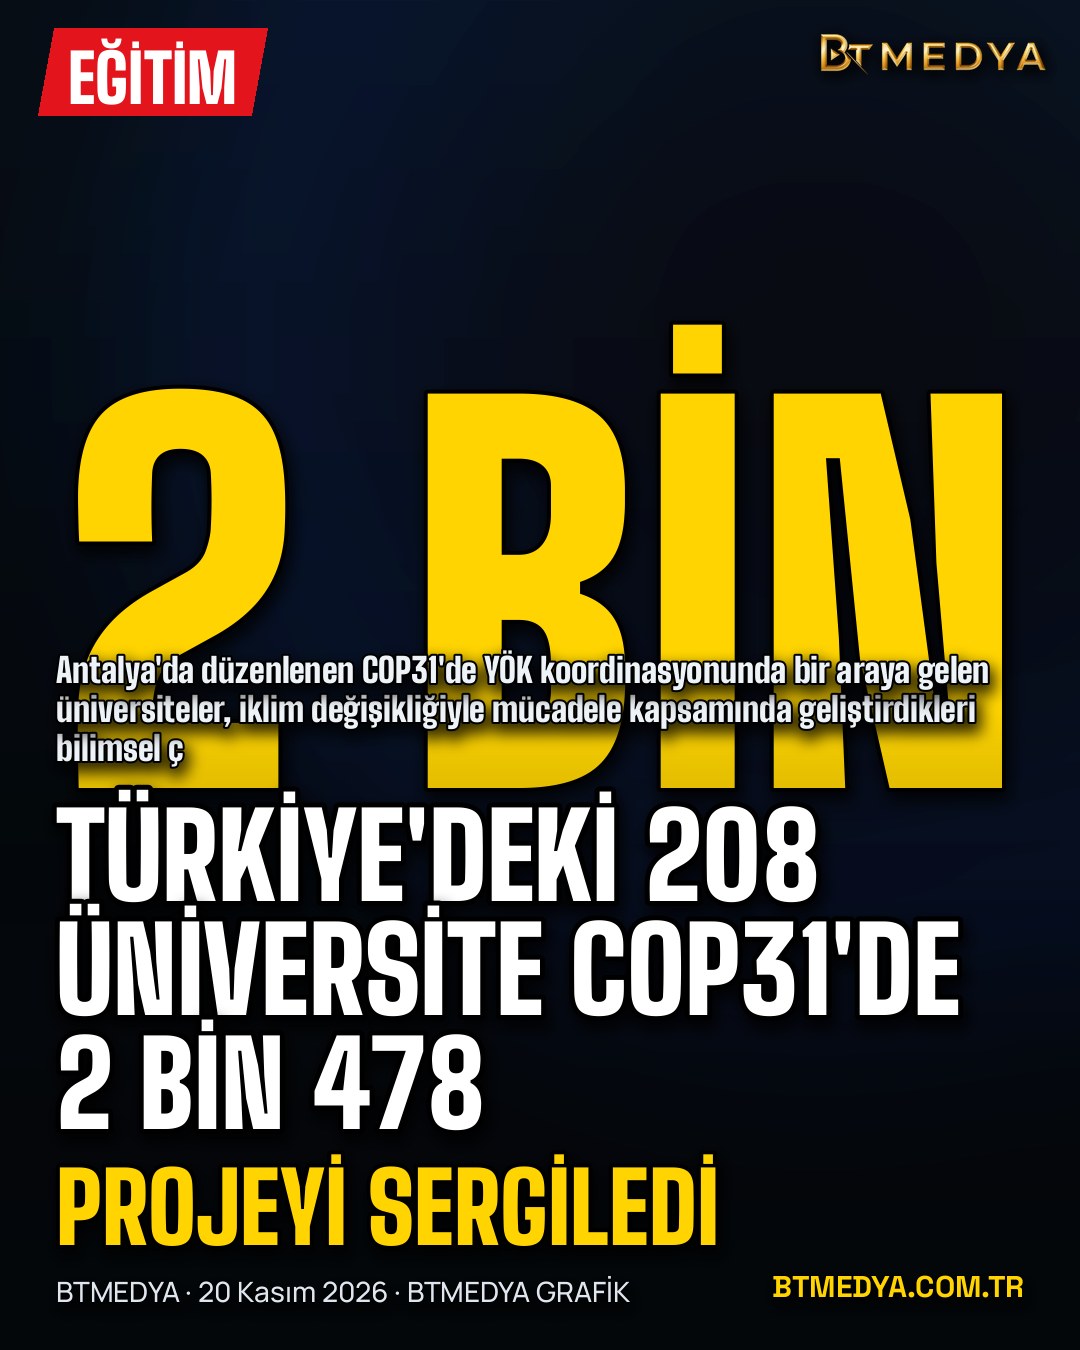 EĞİTİM
BTMEDYA
2 BİN
Antalya'da düzenlenen COP31'de YÖK koordinasyonunda bir araya gelen
üniversiteler, iklim değişikliğiyle mücadele kapsamında geliştirdikleri
bilimsel ç
TÜRKİYE'DEKİ 208
ÜNİVERSİTE COP31'DE
2 BİN 478
PROJEYİ SERGİLEDİ
BTMEDYA · 20 Kasım 2026 · BTMEDYA GRAFİK
BTMEDYA.COM.TR